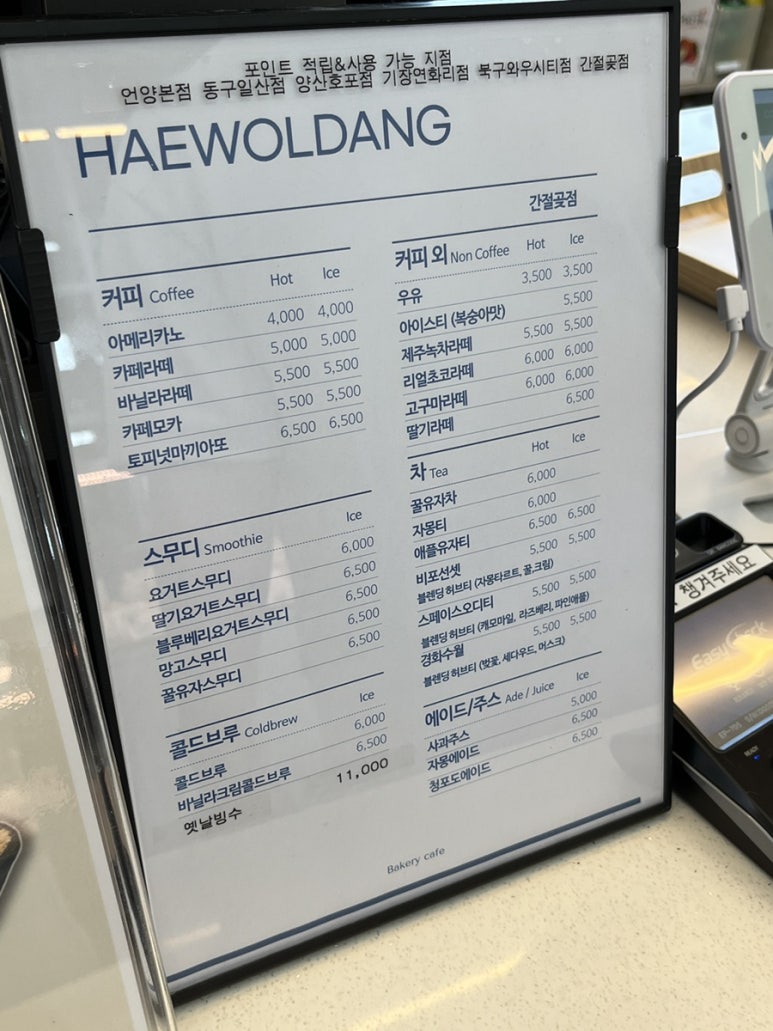 포인트 적립&사용 가능 지점
언양본점 동구일산점 양산호포점 기장연화리점 북구와우시티점 간절곶점
HAEWOLDANG
간절곶점
커피 Coffee Hot Ice
아메리카노 4,000 4,000
카페라떼 5,000 5,000
바닐라라떼 5,500 5,500
카페모카 5,500 5,500
토피넛마끼아또 6,500 6,500
스무디 Smoothie Ice
요거트스무디 6,000
딸기요거트스무디 6,500
블루베리요거트스무디 6,500
망고스무디 6,500
꿀유자스무디 6,500
콜드브루 Coldbrew Ice
콜드브루 6,000
바닐라크림콜드브루 6,500
옛날빙수 11,000
커피 외 Non Coffee Hot Ice
우유 3,500 3,500
아이스티 (복숭아맛) 5,500
제주녹차라떼 5,500 5,500
리얼초코라떼 6,000 6,000
고구마라떼 6,000 6,000
딸기라떼 6,500
차 Tea Hot Ice
꿀유자차 6,000
자몽티 6,000
애플유자티 6,500 6,500
비포선셋 5,500 5,500
블렌딩 허브티 (자몽타르트, 꿀, 크림)
스페이스오디티 5,500 5,500
블렌딩 허브티 (캐모마일, 라즈베리, 파인애플)
경화수월 5,500 5,500
블렌딩 허브티 (벚꽃, 세다우드, 머스크)
에이드/주스 Ade / Juice Ice
사과주스 5,000
자몽에이드 6,500
청포도에이드 6,500
Bakery cafe
챙겨주세요
READY